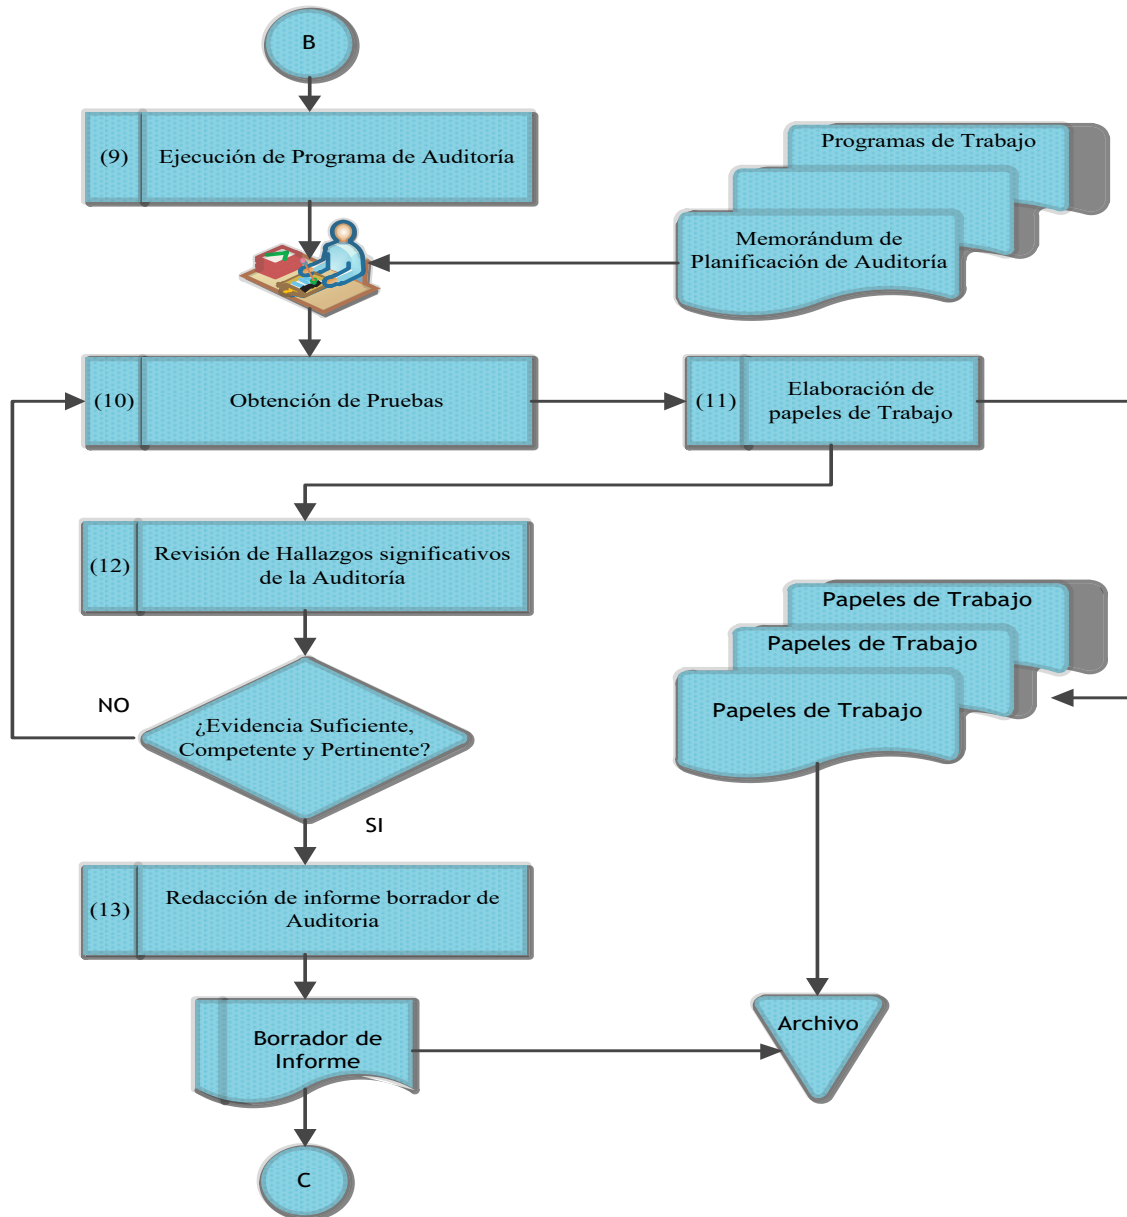 B
(9)
Ejecución de Programa de Auditoría
Programas de Trabajo
Memorándum de
Planificación de Auditoría
(10)
Obtención de Pruebas
(11)
Elaboración de
papeles de Trabajo
(12)
Revisión de Hallazgos significativos
de la Auditoría
Papeles de Trabajo
Papeles de Trabajo
Papeles de Trabajo
NO
¿Evidencia Suficiente,
Competente y Pertinente?
SI
(13)
Redacción de informe borrador de
Auditoria
Borrador de
Informe
Archivo
C